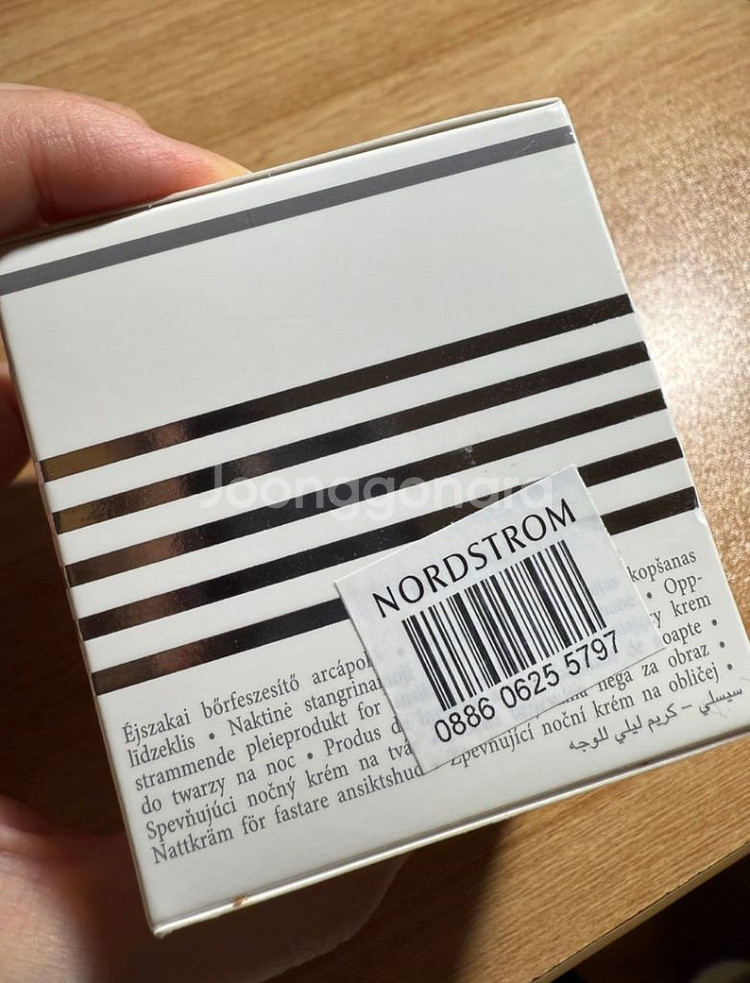 Joonggonara
NORDSTROM
0886 0625 5797
kopšanas
Éjszakai bőrfeszesítő arcápol
• Opp-
līdzeklis • Naktinė stangrinan
krem
strammende pleieprodukt for
oapte •
do twarzy na noc • Produs d
nega za obraz •
Spevňujúci nočný krém na tvá
Zpevňující noční krém na obličej •
Nattkräm för fastare ansiktshud
سيسلي – كريم ليلي للوجه